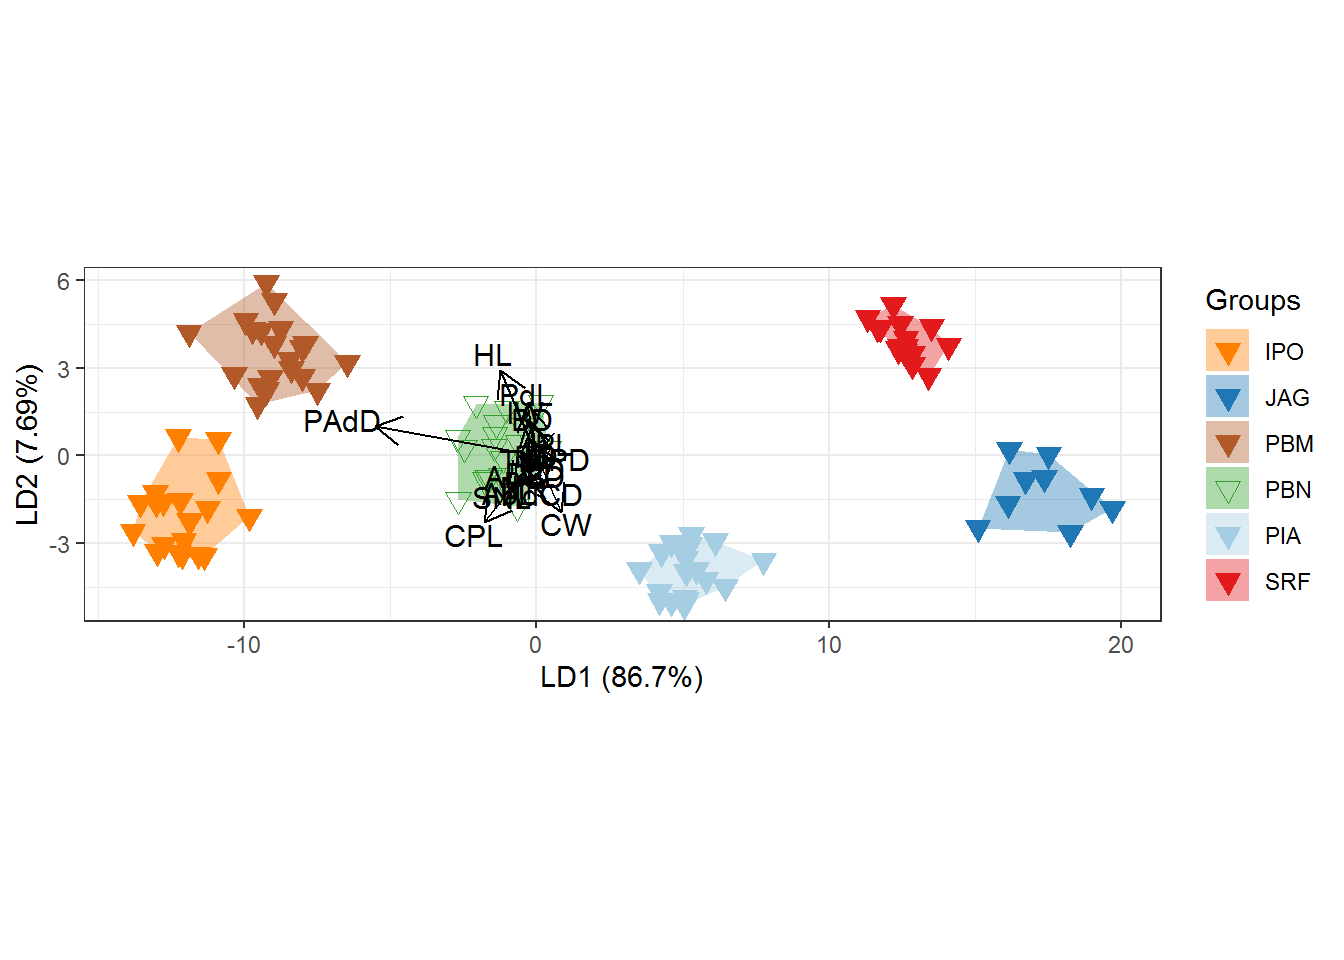 6
3
0
-3
LD2 (7.69%)
-10
0
10
20
LD1 (86.7%)
HL
PdL
PAdD
CPL
CW
Groups
IPO
JAG
PBM
PBN
PIA
SRF